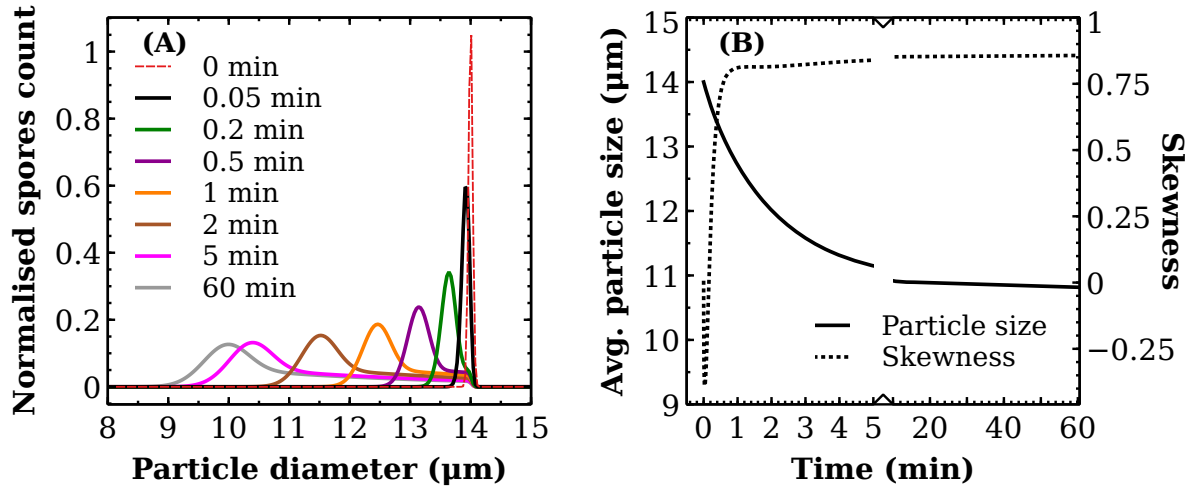 (A)
Normalised spores count
1
0.8
0.6
0.4
0.2
0
0 min
0.05 min
0.2 min
0.5 min
1 min
2 min
5 min
60 min
8 9 10 11 12 13 14 15
Particle diameter (μm)
(B)
Avg. particle size (μm)
15
14
13
12
11
10
9
Particle size
Skewness
1
0.75
0.5
0.25
0
−0.25
Skewness
0 1 2 3 4 5 20 40 60
Time (min)